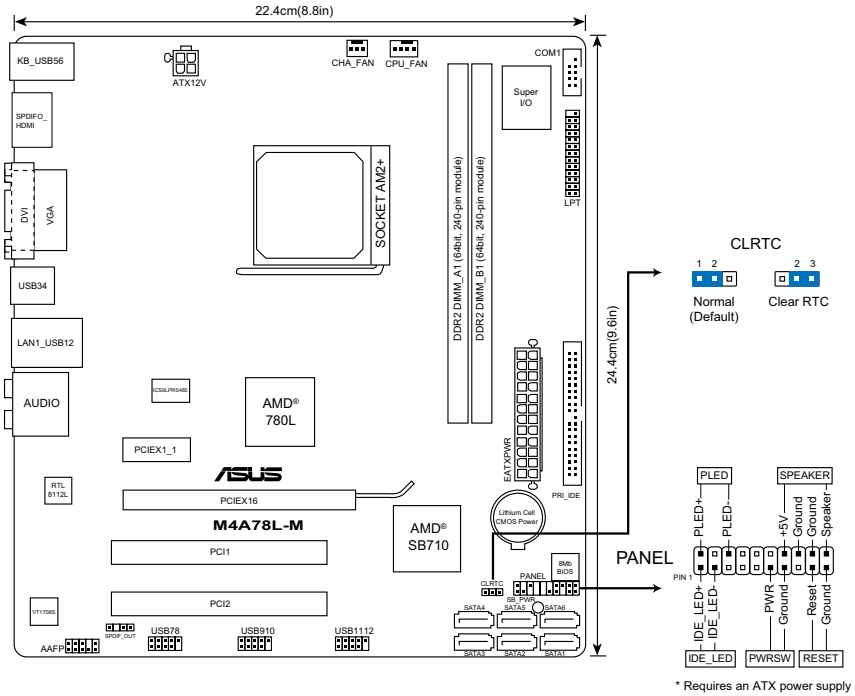 22.4cm(8.8in)
KB_USB56
ATX12V
CHA_FAN
CPU_FAN
COM1
Super
I/O
SPDIFO_
HDMI
LPT
DVI
VGA
SOCKET AM2+
DDR2 DIMM_A1 (64bit, 240-pin module)
DDR2 DIMM_B1 (64bit, 240-pin module)
24.4cm(9.6in)
CLRTC
1 2
2 3
Normal
(Default)
Clear RTC
USB34
LAN1_USB12
AUDIO
ICS9LPRS485
AMD®
780L
EATXPWR
PRI_IDE
PCIEX1_1
ASUS
RTL
8112L
PCIEX16
M4A78L-M
Lithium Cell
CMOS Power
AMD®
SB710
PCI1
8Mb
BIOS
CLRTC
PANEL
SB_PWR
PCI2
VT1708S
SATA4
SATA5
SATA6
SATA3
SATA2
SATA1
SPDIF_OUT
AAFP
USB78
USB910
USB1112
PLED
SPEAKER
PLED+
PLED-
+5V
Ground
Ground
Speaker
PANEL
PIN 1
IDE_LED+
IDE_LED-
PWR
Ground
Reset
Ground
IDE_LED
PWRSW
RESET
* Requires an ATX power supply